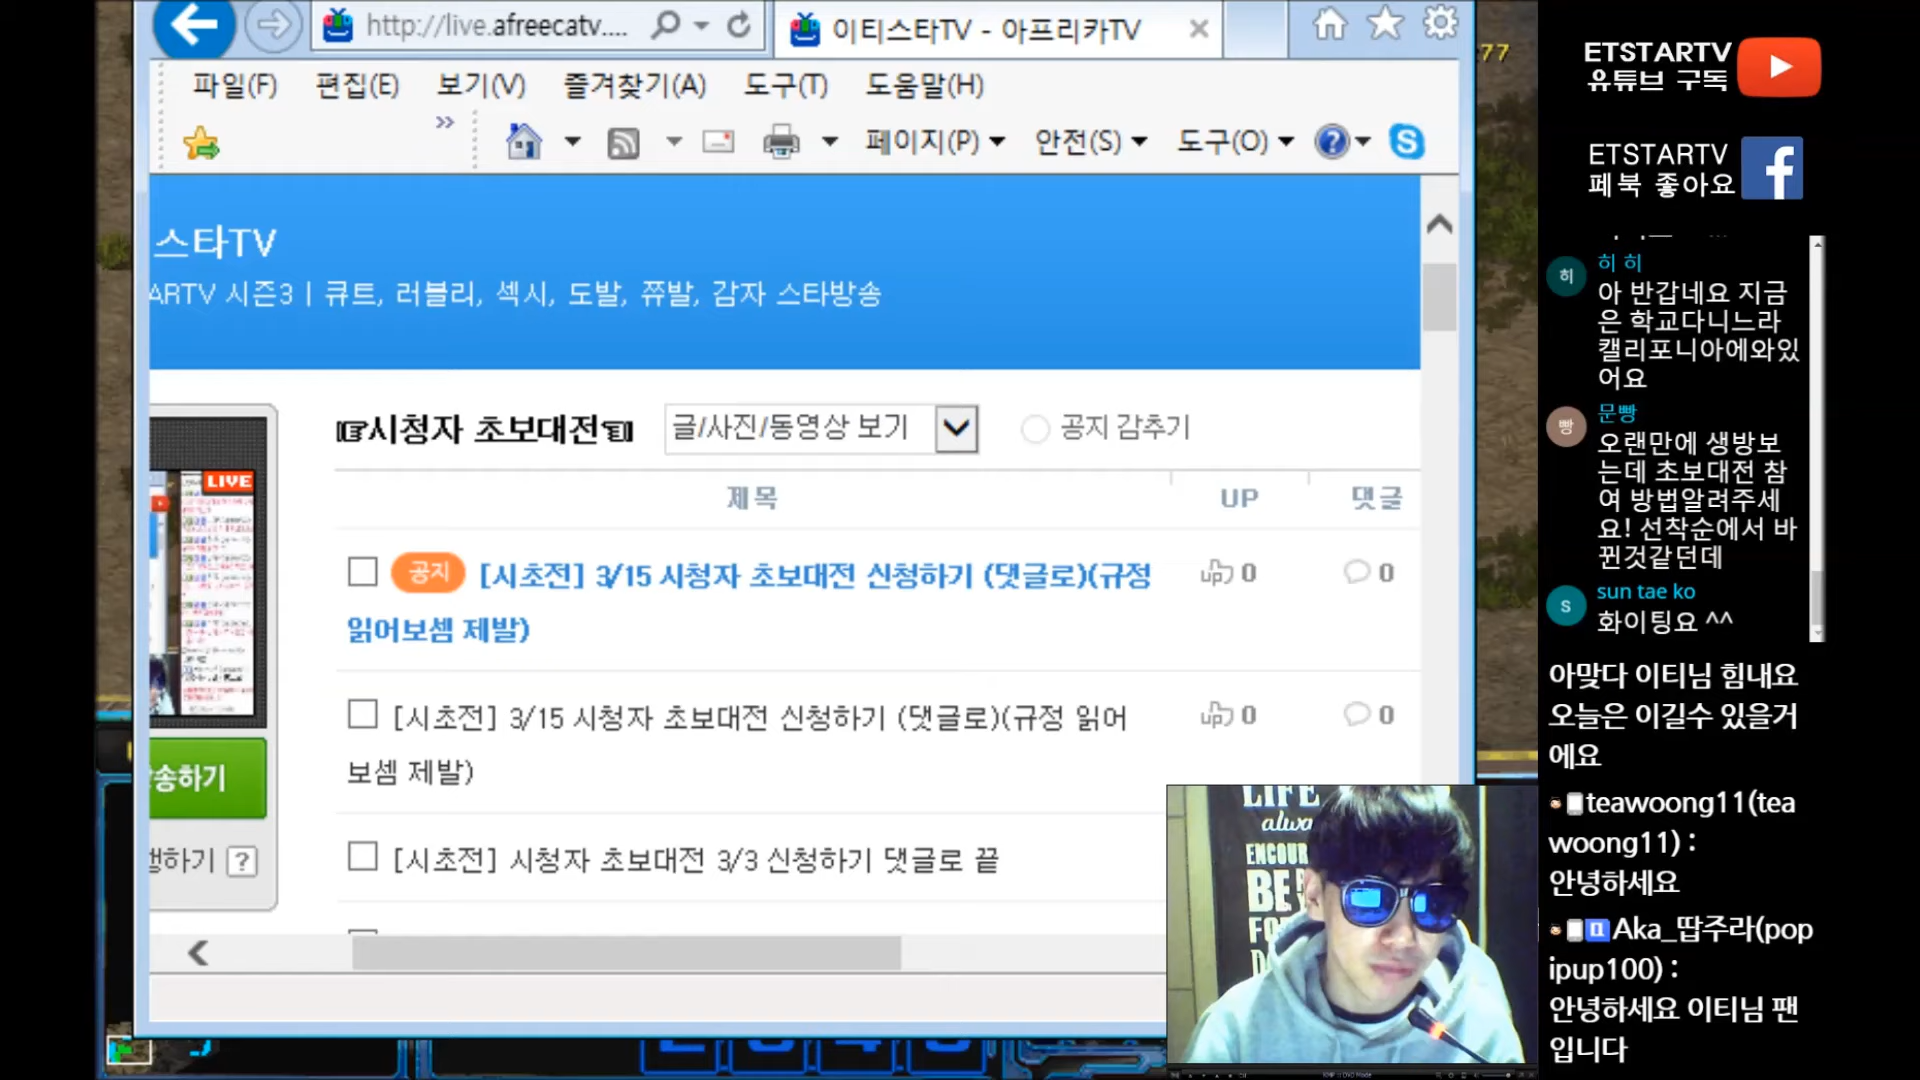 http://live.afreecatv....
이티스타TV - 아프리카TV
77
파일(F) 편집(E) 보기(V) 즐겨찾기(A) 도구(T) 도움말(H)
페이지(P) 안전(S) 도구(O)
스타TV
ARTV 시즌3 | 큐트, 러블리, 섹시, 도발, 쮸발, 감자 스타방송
☞시청자 초보대전☜ 글/사진/동영상 보기 공지 감추기
LIVE
제목 UP 댓글
공지 [시초전] 3/15 시청자 초보대전 신청하기 (댓글로)(규정
읽어보셈 제발)
up 0 0
[시초전] 3/15 시청자 초보대전 신청하기 (댓글로)(규정 읽어
보셈 제발)
up 0 0
[시초전] 시청자 초보대전 3/3 신청하기 댓글로 끝
송하기
행하기 ?
LIFE
ENCOUR
BE
FO
ETSTARTV
유튜브 구독
ETSTARTV
페북 좋아요
히 히 히
아 반갑네요 지금
은 학교다니느라
캘리포니아에와있
어요
빵 문빵
오랜만에 생방보
는데 초보대전 참
여 방법알려주세
요! 선착순에서 바
뀐것같던데
S sun tae ko
화이팅요 ^^
아맞다 이티님 힘내요
오늘은 이길수 있을거
에요
teawoong11(tea
woong11) :
안녕하세요
Aka_땁주라(pop
ipup100) :
안녕하세요 이티님 팬
입니다